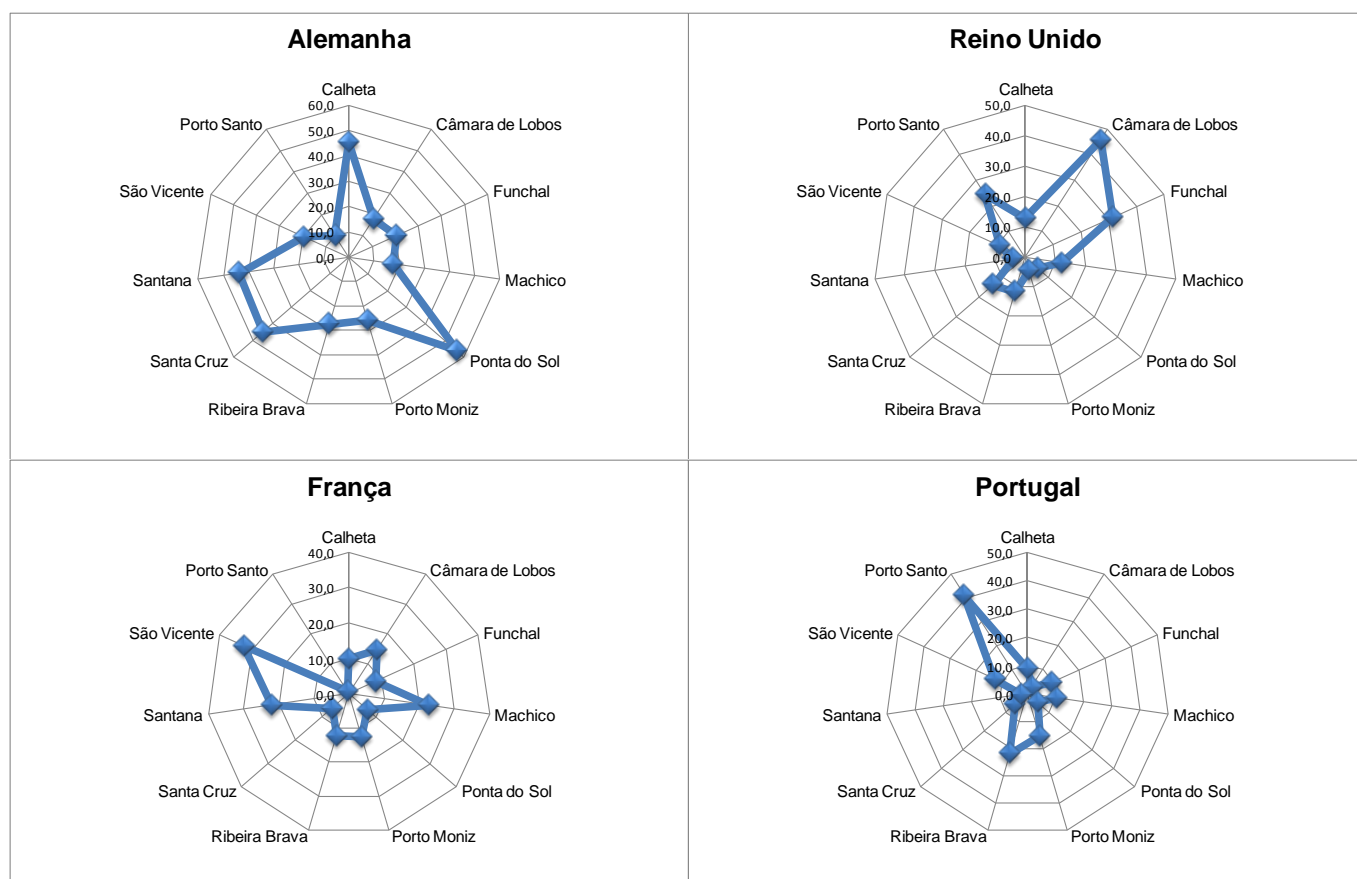 Alemanha
Calheta
60,0
Porto Santo
Câmara de Lobos
50,0
40,0
São Vicente
Funchal
30,0
20,0
10,0
0,0
Santana
Machico
Santa Cruz
Ponta do Sol
Ribeira Brava
Porto Moniz
Reino Unido
Calheta
50,0
Porto Santo
Câmara de Lobos
40,0
São Vicente
Funchal
30,0
20,0
10,0
0,0
Santana
Machico
Santa Cruz
Ponta do Sol
Ribeira Brava
Porto Moniz
França
Calheta
40,0
Porto Santo
Câmara de Lobos
30,0
São Vicente
Funchal
20,0
10,0
0,0
Santana
Machico
Santa Cruz
Ponta do Sol
Ribeira Brava
Porto Moniz
Portugal
Calheta
50,0
Porto Santo
Câmara de Lobos
40,0
São Vicente
Funchal
30,0
20,0
10,0
0,0
Santana
Machico
Santa Cruz
Ponta do Sol
Ribeira Brava
Porto Moniz